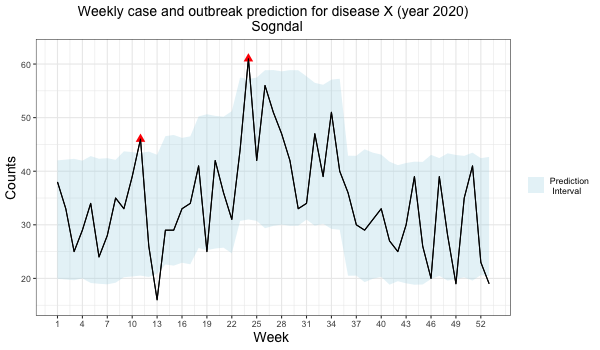 Weekly case and outbreak prediction for disease X (year 2020)
Sogndal
Counts
60
50
40
30
20
1 4 7 10 13 16 19 22 25 28 31 34 37 40 43 46 49 52
Week
Prediction
Interval